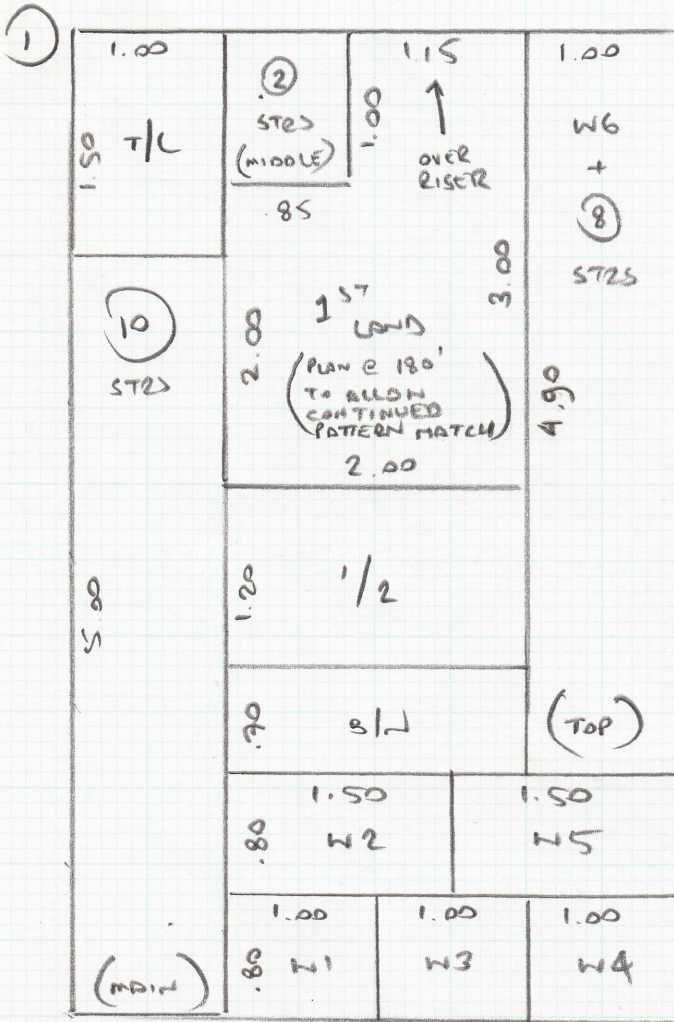 1
1.00
1.50
T/L
2
STRS
(MIDDLE)
.85
1.15
1.00
OVER
RISER
1.00
W6
+
8
STRS
10
STRS
2.00
1ST
LAND
(PLAN @ 180°
TO ALLOW
CONTINUED
PATTERN MATCH)
2.00
3.00
4.90
5.00
1.20
1/2
.70
B/L
(TOP)
1.50
.80
W2
1.50
W5
1.00
.80
W1
1.00
W3
1.00
W4
(MAIN)